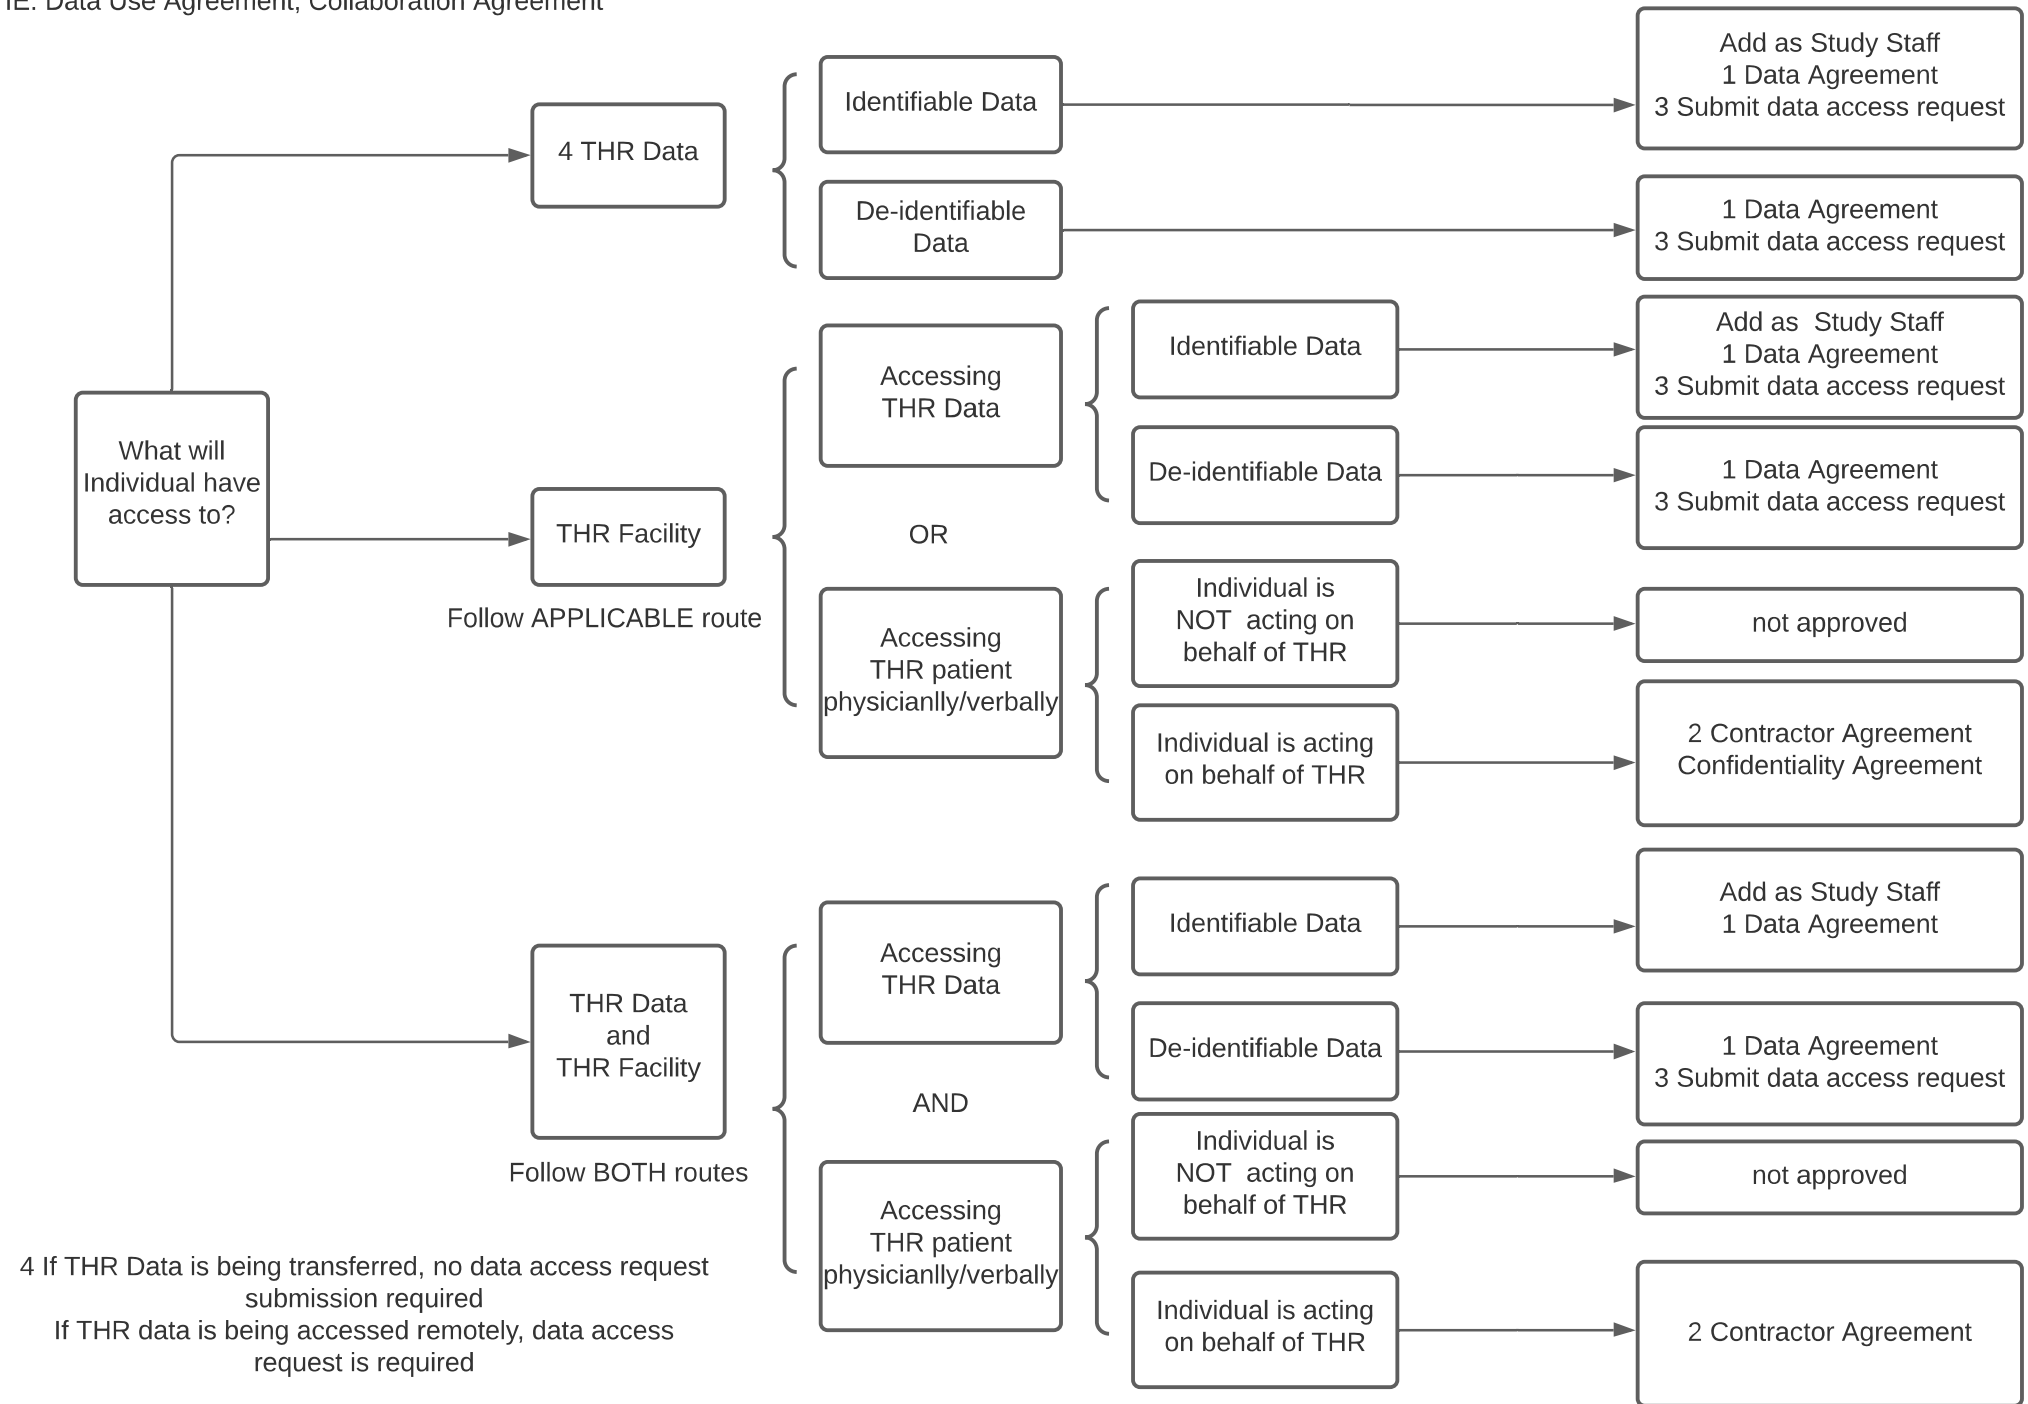 IE: Data Use Agreement, Collaboration Agreement
What will
Individual have
access to?
4 THR Data
Identifiable Data
Add as Study Staff
1 Data Agreement
3 Submit data access request
De-identifiable
Data
1 Data Agreement
3 Submit data access request
THR Facility
Follow APPLICABLE route
Accessing
THR Data
Identifiable Data
Add as  Study Staff
1 Data Agreement
3 Submit data access request
De-identifiable Data
1 Data Agreement
3 Submit data access request
OR
Accessing
THR patient
physicianlly/verbally
Individual is
NOT  acting on
behalf of THR
not approved
Individual is acting
on behalf of THR
2 Contractor Agreement
Confidentiality Agreement
THR Data
and
THR Facility
Follow BOTH routes
Accessing
THR Data
Identifiable Data
Add as Study Staff
1 Data Agreement
De-identifiable Data
1 Data Agreement
3 Submit data access request
AND
Accessing
THR patient
physicianlly/verbally
Individual is
NOT  acting on
behalf of THR
not approved
Individual is acting
on behalf of THR
2 Contractor Agreement
4 If THR Data is being transferred, no data access request
submission required
If THR data is being accessed remotely, data access
request is required